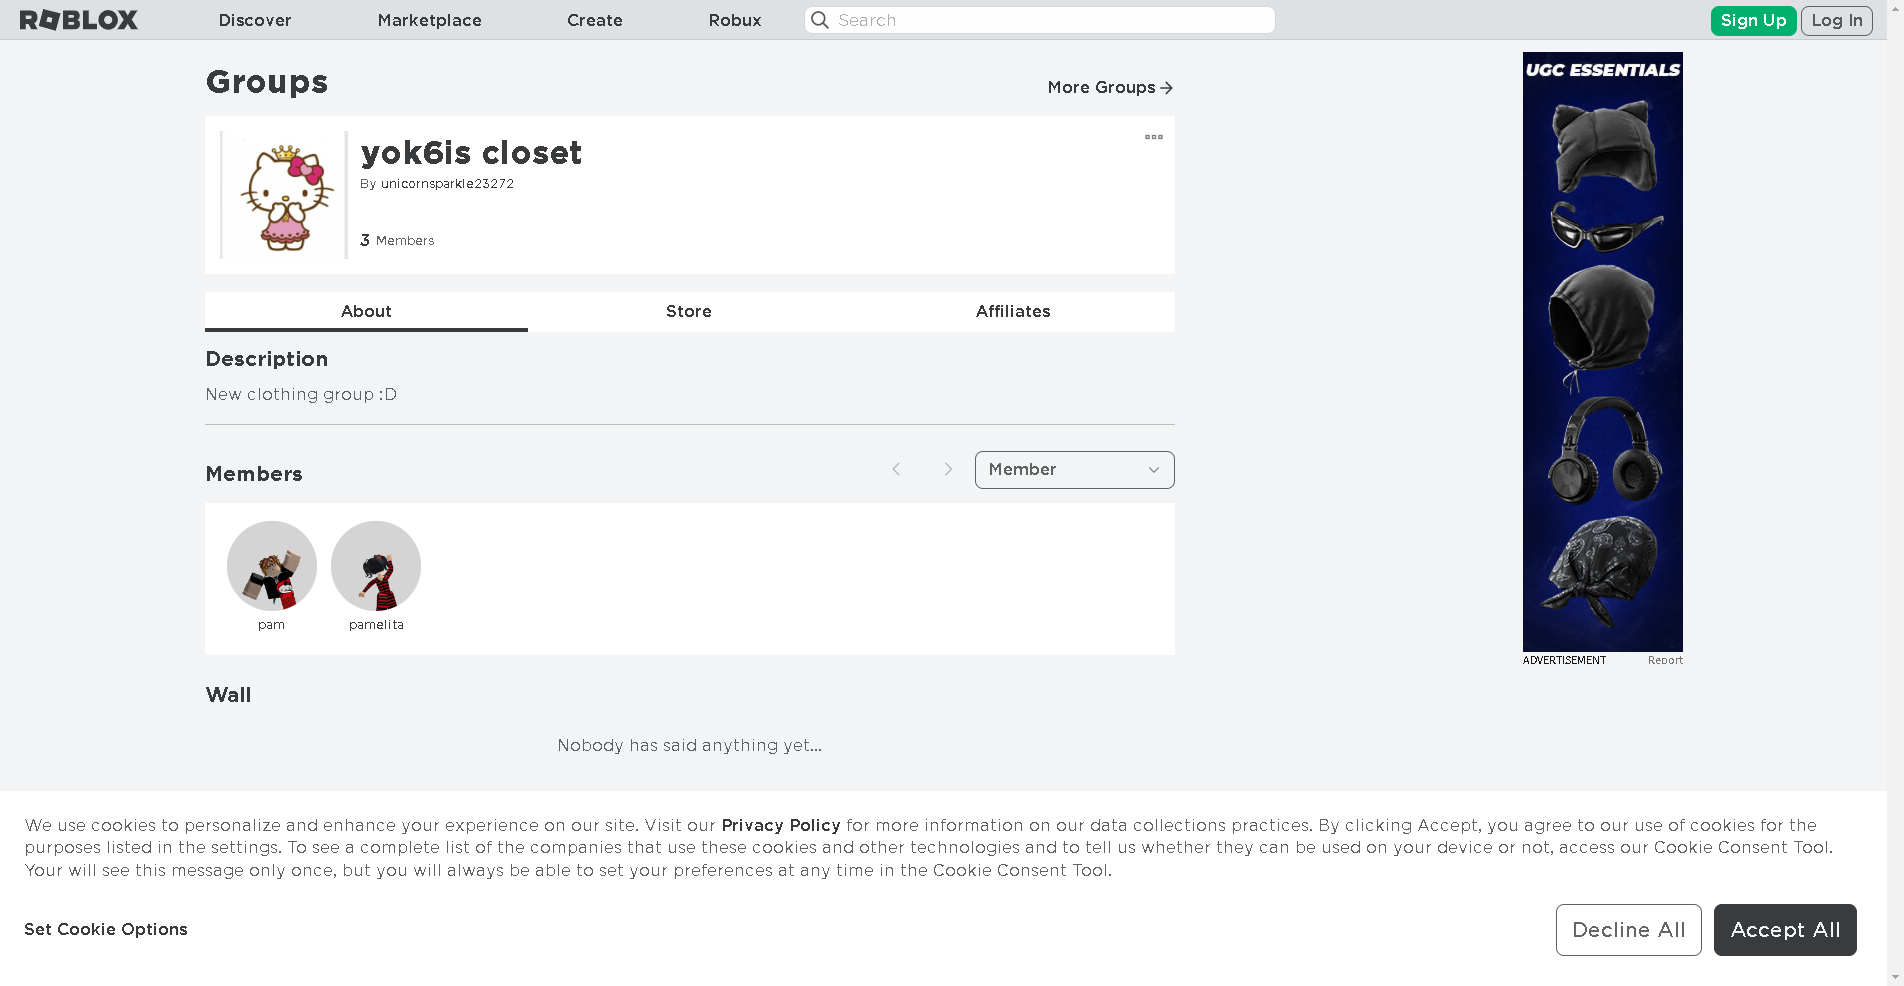 ROBLOX
Discover
Marketplace
Create
Robux
Search
Sign Up
Log In
Groups
More Groups
yok6is closet
By unicornsparkle23272
3 Members
About
Store
Affiliates
Description
New clothing group :D
Members
Member
pam
pamelita
Wall
Nobody has said anything yet...
UGC ESSENTIALS
ADVERTISEMENT
Report
We use cookies to personalize and enhance your experience on our site. Visit our Privacy Policy for more information on our data collections practices. By clicking Accept, you agree to our use of cookies for the
purposes listed in the settings. To see a complete list of the companies that use these cookies and other technologies and to tell us whether they can be used on your device or not, access our Cookie Consent Tool.
Your will see this message only once, but you will always be able to set your preferences at any time in the Cookie Consent Tool.
Set Cookie Options
Decline All
Accept All